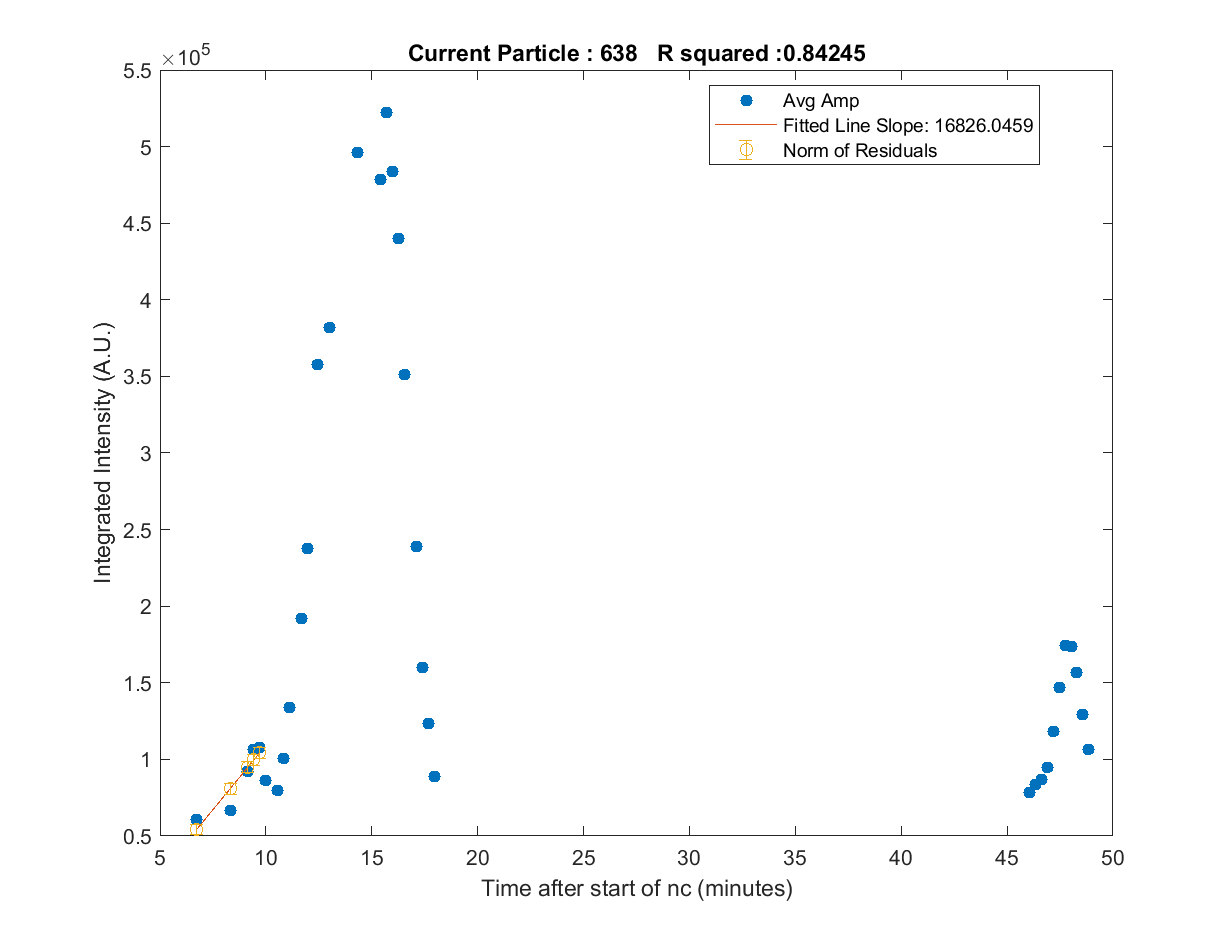 Current Particle : 638   R squared :0.84245
×10^5
5.5
5
4.5
4
3.5
3
2.5
2
1.5
1
0.5
Integrated Intensity (A.U.)
Avg Amp
Fitted Line Slope: 16826.0459
Norm of Residuals
5 10 15 20 25 30 35 40 45 50
Time after start of nc (minutes)